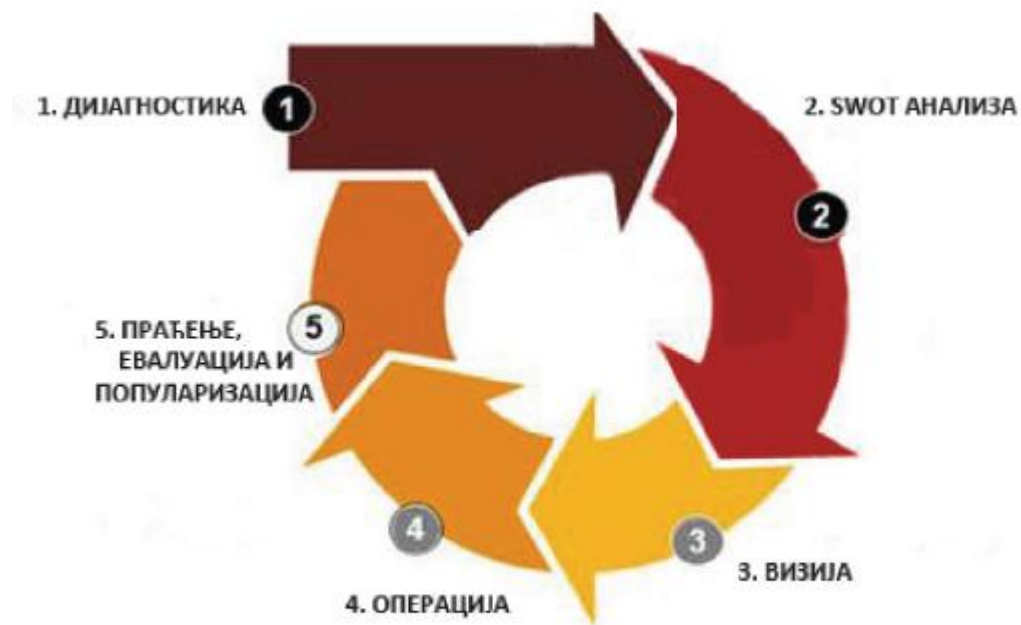 1. ДИЈАГНОСТИКА
1
2. SWOT АНАЛИЗА
2
5. ПРАЋЕЊЕ,
ЕВАЛУАЦИЈА И
ПОПУЛАРИЗАЦИЈА
5
4
3
3. ВИЗИЈА
4. ОПЕРАЦИЈА